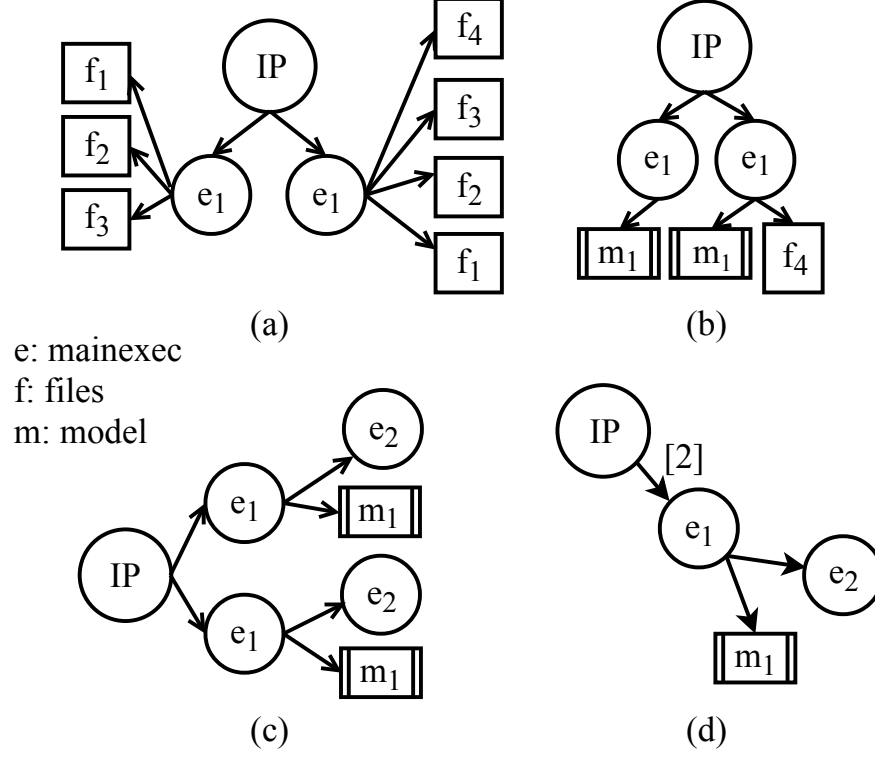 IP
f1
f2
f3
e1
e1
f4
f3
f2
f1
(a)
IP
e1
e1
m1
m1
f4
(b)
e: mainexec
f: files
m: model
IP
e1
e2
m1
e1
e2
m1
(c)
IP
[2]
e1
e2
m1
(d)